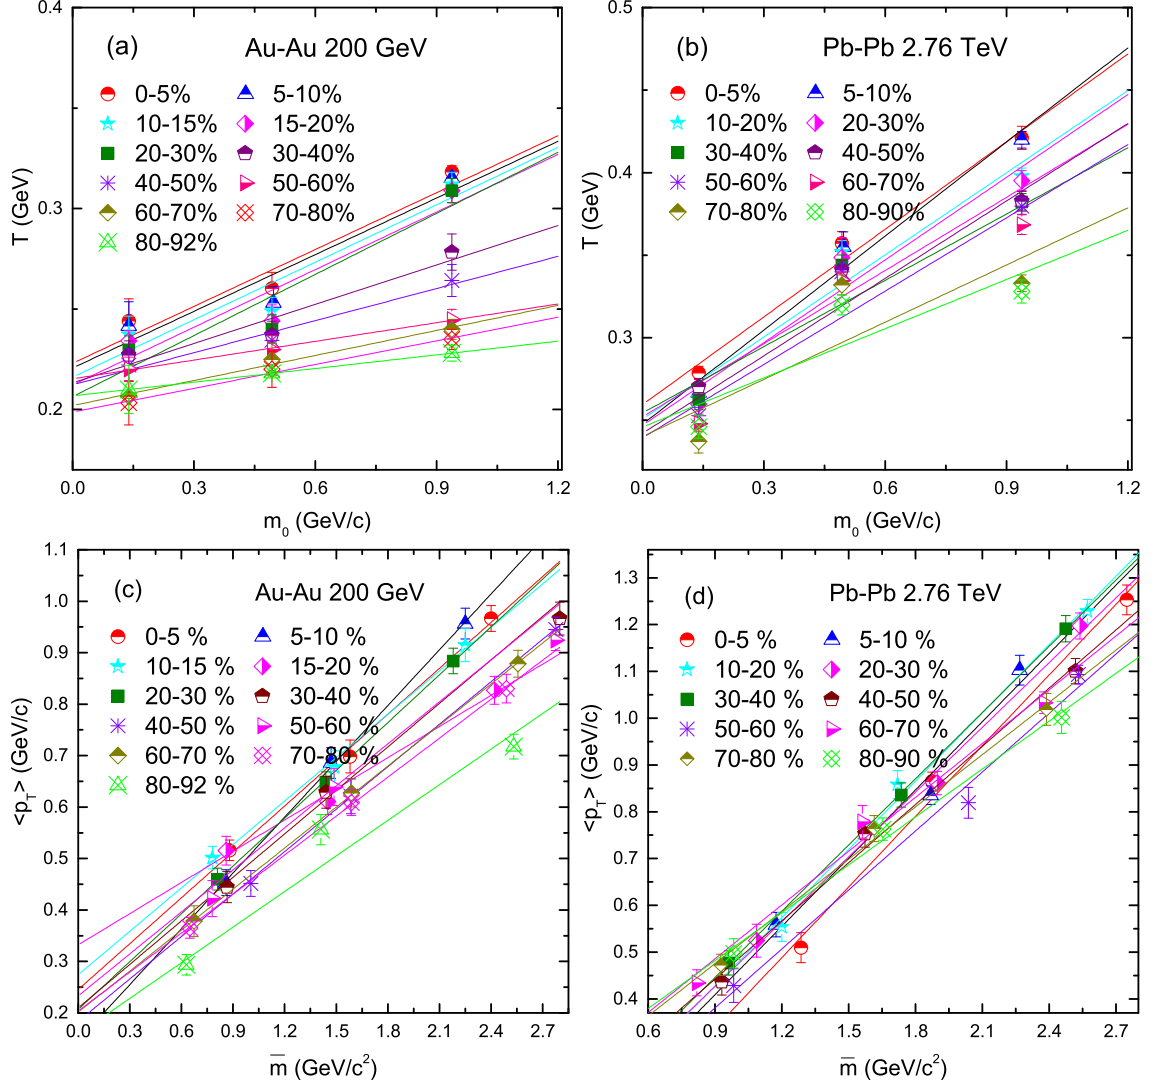 (a) Au-Au 200 GeV
0-5% 5-10%
10-15% 15-20%
20-30% 30-40%
40-50% 50-60%
60-70% 70-80%
80-92%
T (GeV)
0.4
0.3
0.2
0.0 0.3 0.6 0.9 1.2
m0 (GeV/c)
(b) Pb-Pb 2.76 TeV
0-5% 5-10%
10-20% 20-30%
30-40% 40-50%
50-60% 60-70%
70-80% 80-90%
T (GeV)
0.5
0.4
0.3
0.0 0.3 0.6 0.9 1.2
m0 (GeV/c)
(c) Au-Au 200 GeV
0-5 % 5-10 %
10-15 % 15-20 %
20-30 % 30-40 %
40-50 % 50-60 %
60-70 % 70-80 %
80-92 %
<pT> (GeV/c)
1.1
1.0
0.9
0.8
0.7
0.6
0.5
0.4
0.3
0.2
0.0 0.3 0.6 0.9 1.2 1.5 1.8 2.1 2.4 2.7
m̅ (GeV/c²)
(d) Pb-Pb 2.76 TeV
0-5 % 5-10 %
10-20 % 20-30 %
30-40 % 40-50 %
50-60 % 60-70 %
70-80 % 80-90 %
<pT> (GeV/c)
1.3
1.2
1.1
1.0
0.9
0.8
0.7
0.6
0.5
0.4
0.6 0.9 1.2 1.5 1.8 2.1 2.4 2.7
m̅ (GeV/c²)